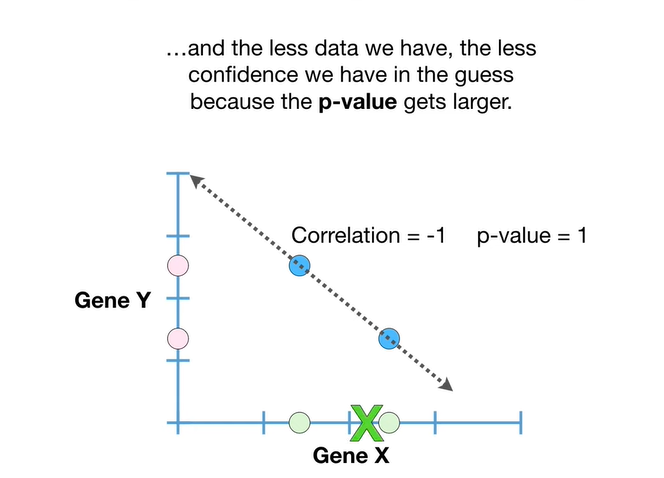 ...and the less data we have, the less
confidence we have in the guess
because the p-value gets larger.
Correlation = -1 p-value = 1
Gene Y
X
Gene X